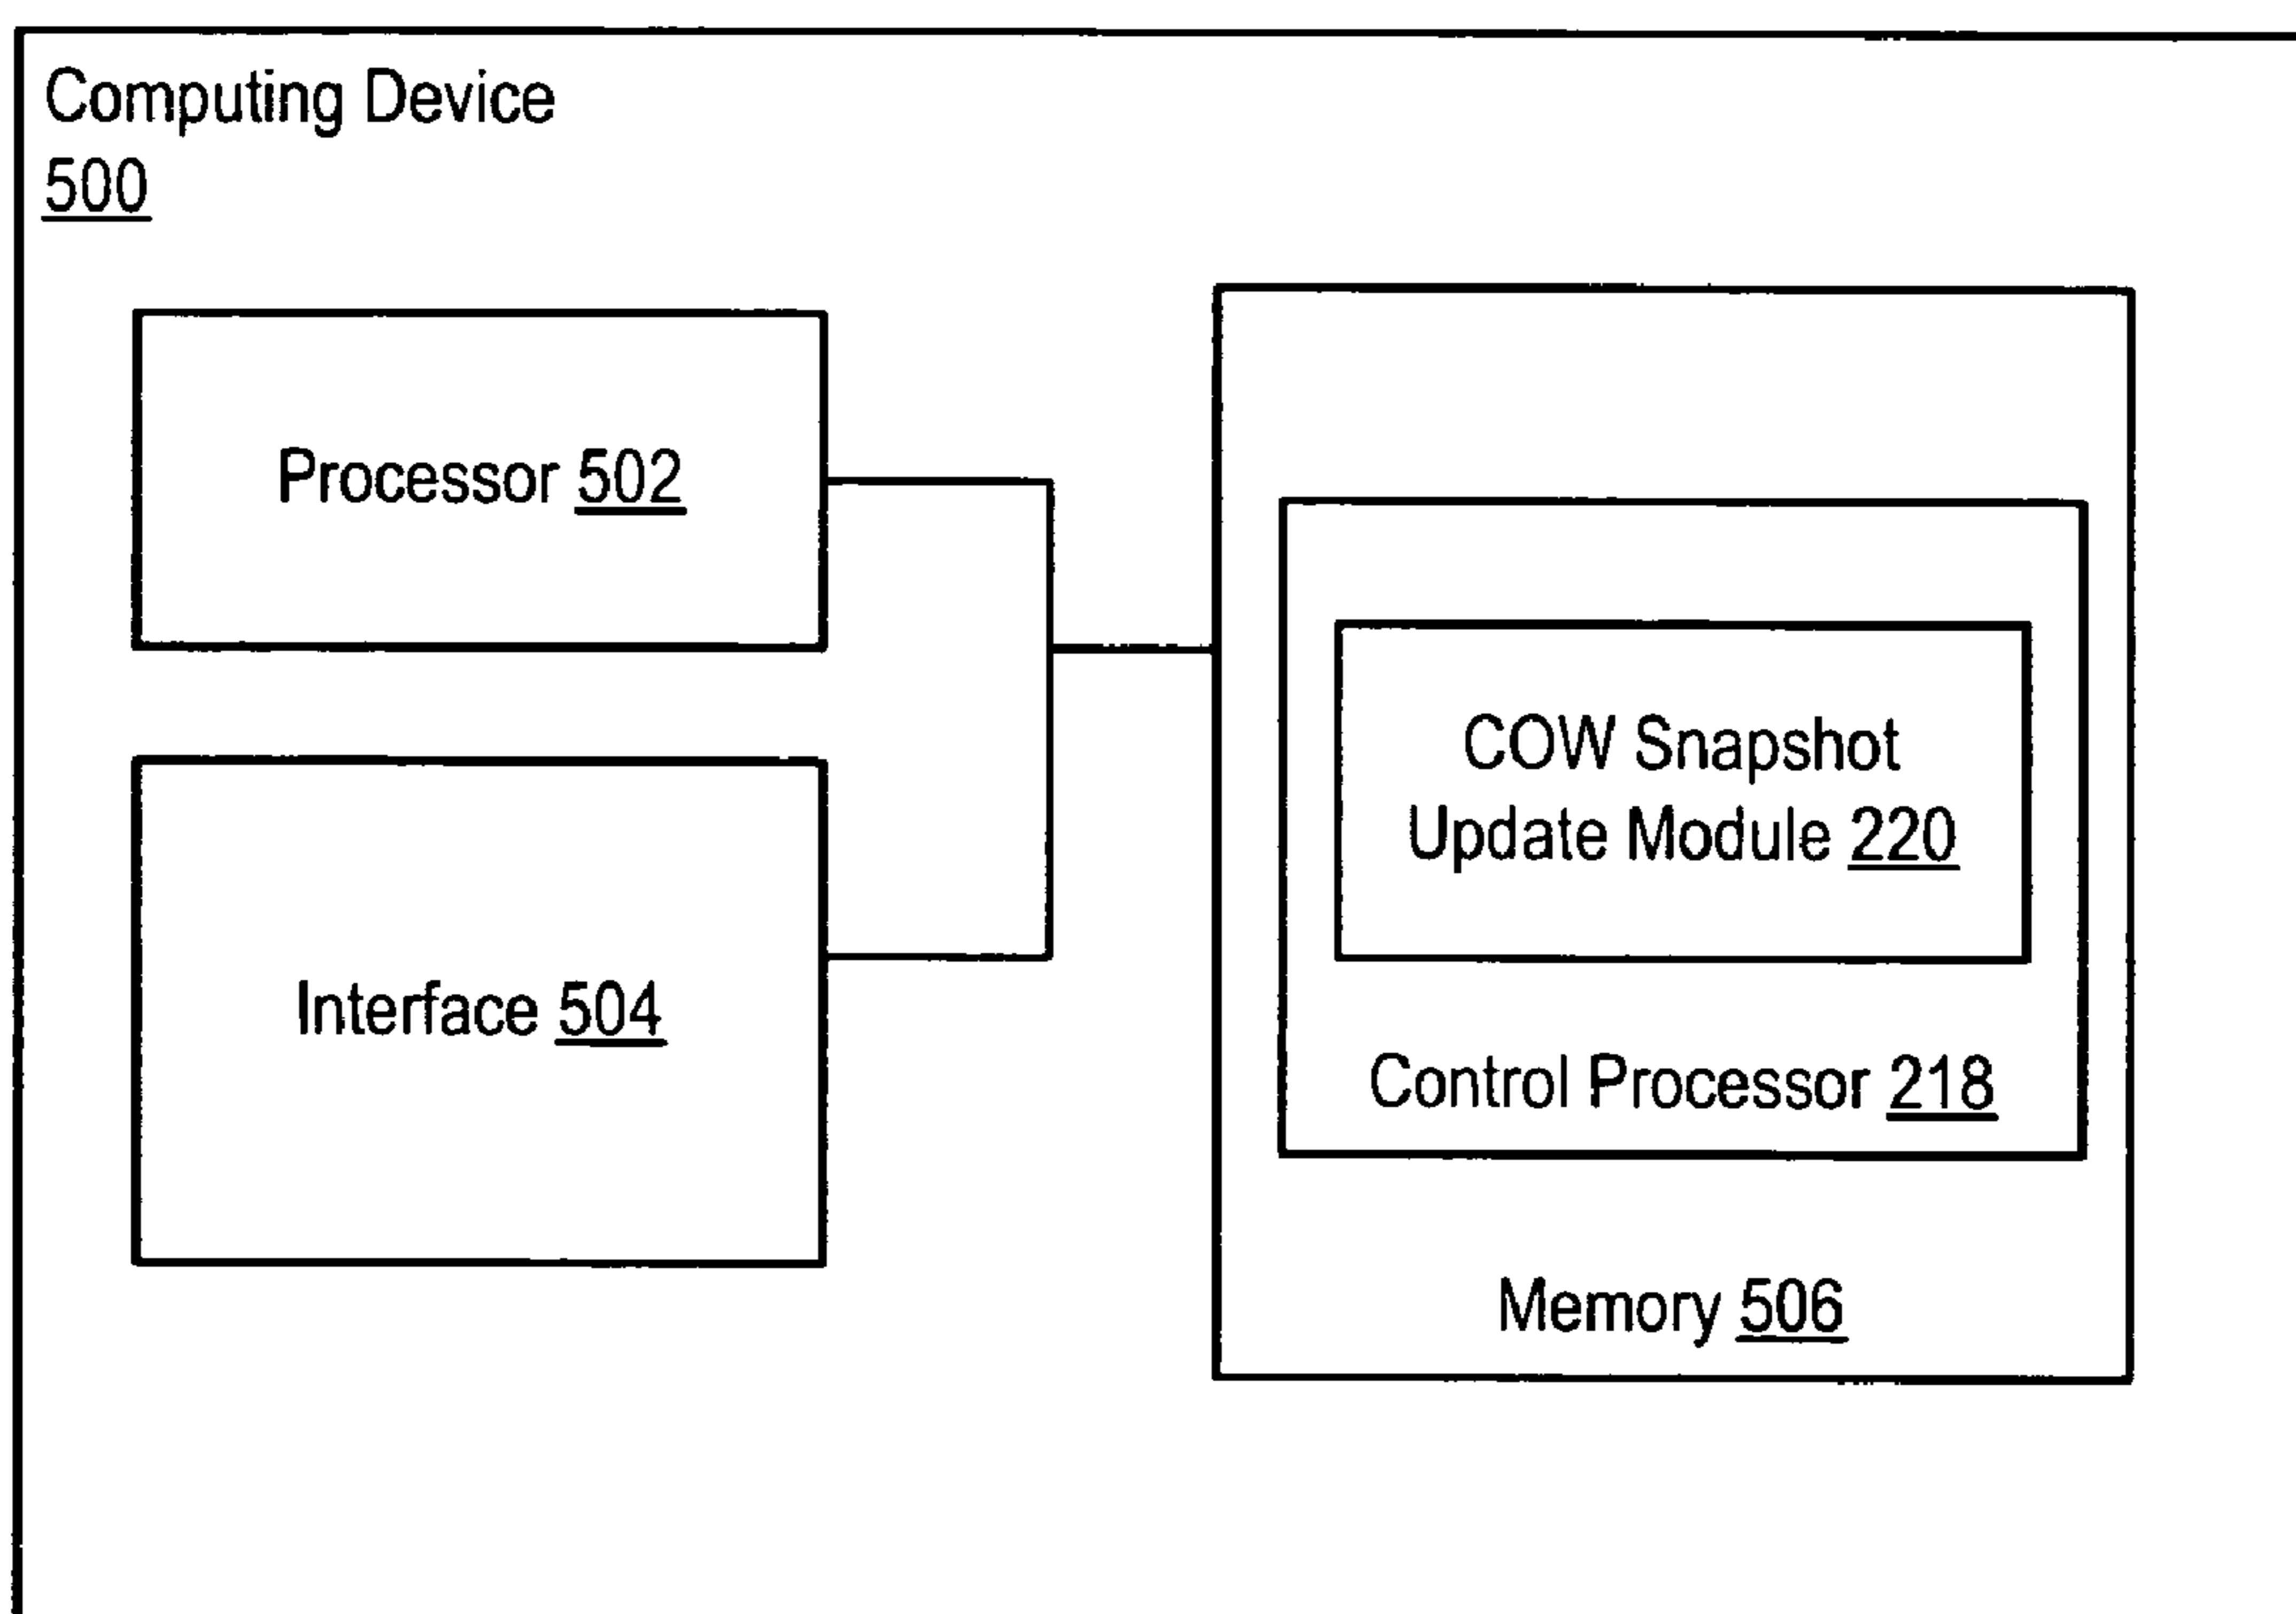 Computing Device
500
Processor 502
Interface 504
COW Snapshot
Update Module 220
Control Processor 218
Memory 506